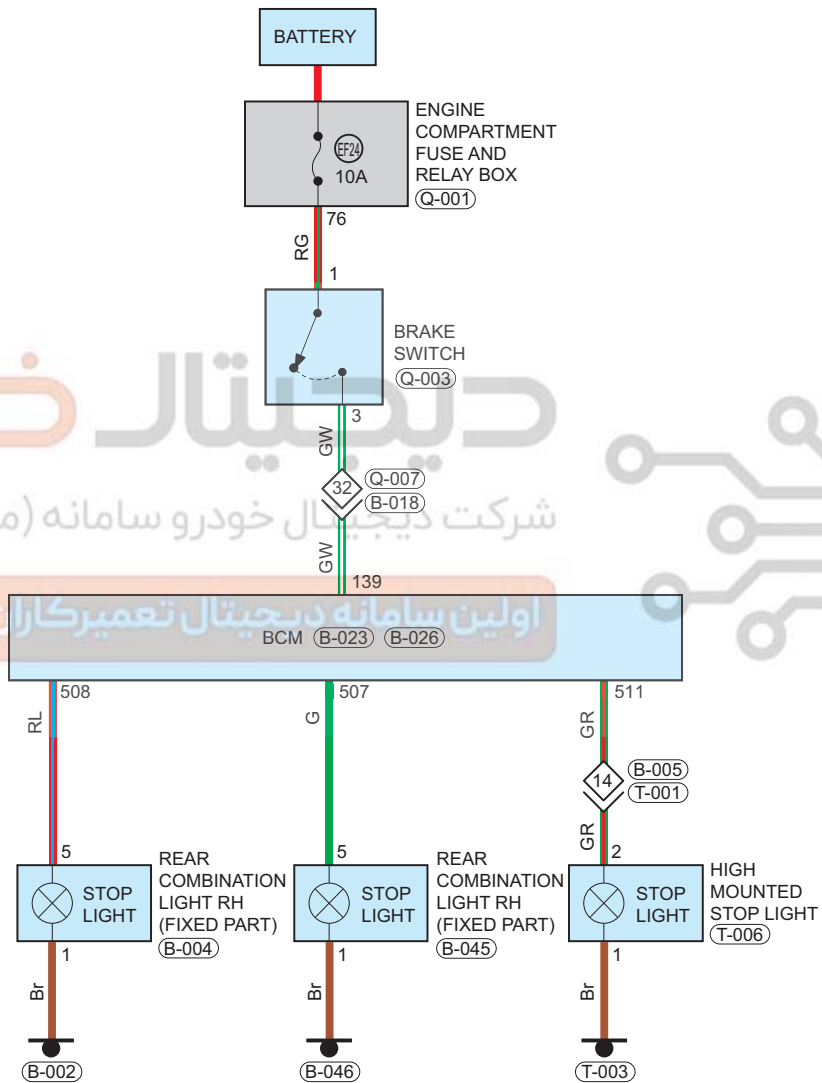 BATTERY
ENGINE
COMPARTMENT
FUSE AND
RELAY BOX
Q-001
EF24
10A
76
RG
1
BRAKE
SWITCH
Q-003
3
GW
دیجیتال
32
Q-007
B-018
شرکت دیجیتال خودرو سامانه
GW
139
اولین سامانه دیجیتال تعمیرکاران
BCM B-023 B-026
508
507
511
RL
G
GR
14
B-005
T-001
GR
5
5
2
STOP
LIGHT
REAR
COMBINATION
LIGHT RH
(FIXED PART)
B-004
STOP
LIGHT
REAR
COMBINATION
LIGHT RH
(FIXED PART)
B-045
STOP
LIGHT
HIGH
MOUNTED
STOP LIGHT
T-006
1
1
1
Br
Br
Br
B-002
B-046
T-003